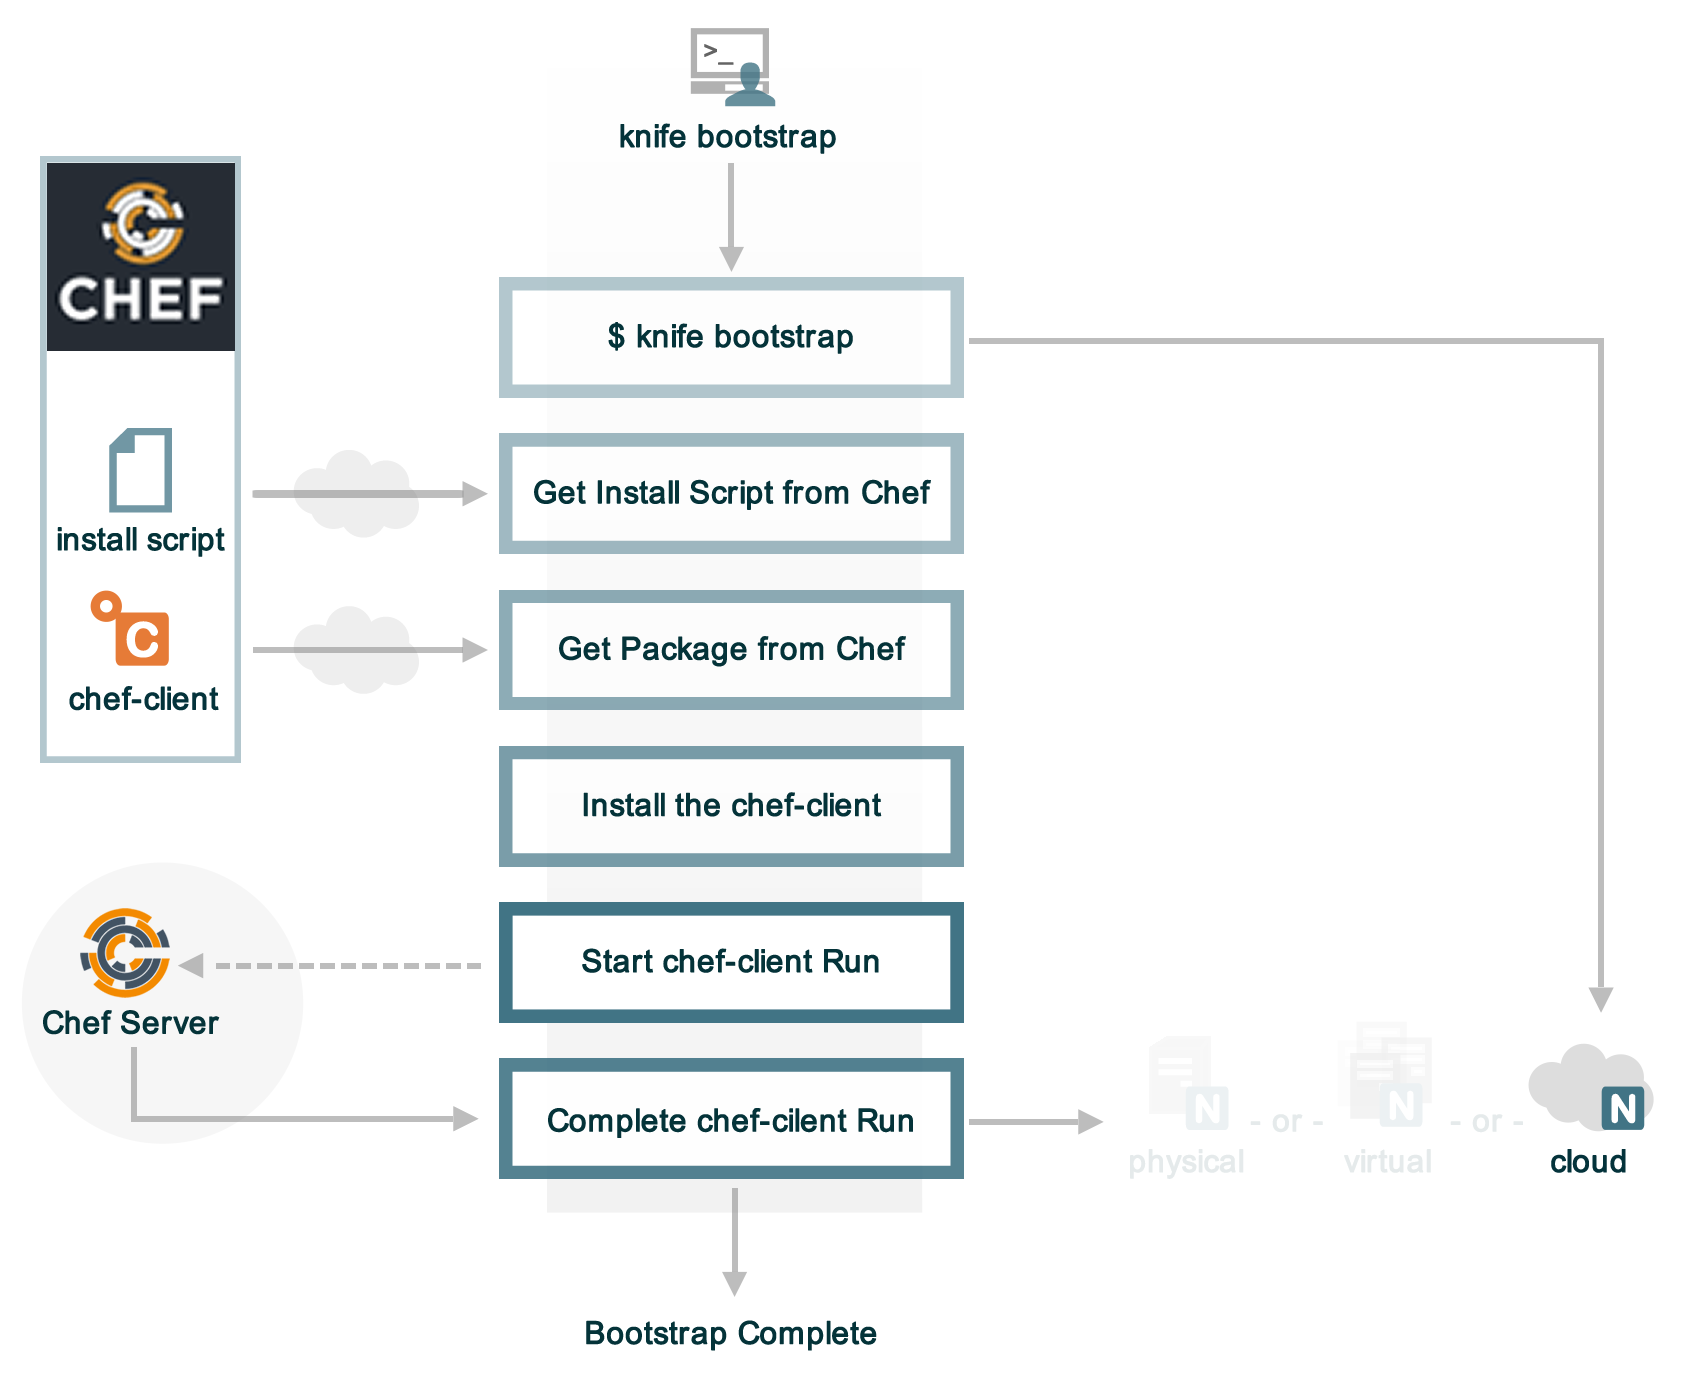 >_
knife bootstrap
CHEF
$ knife bootstrap
install script
Get Install Script from Chef
C
chef-client
Get Package from Chef
Install the chef-client
Chef Server
Start chef-client Run
Complete chef-cilent Run
N
physical
- or -
N
virtual
- or -
N
cloud
Bootstrap Complete